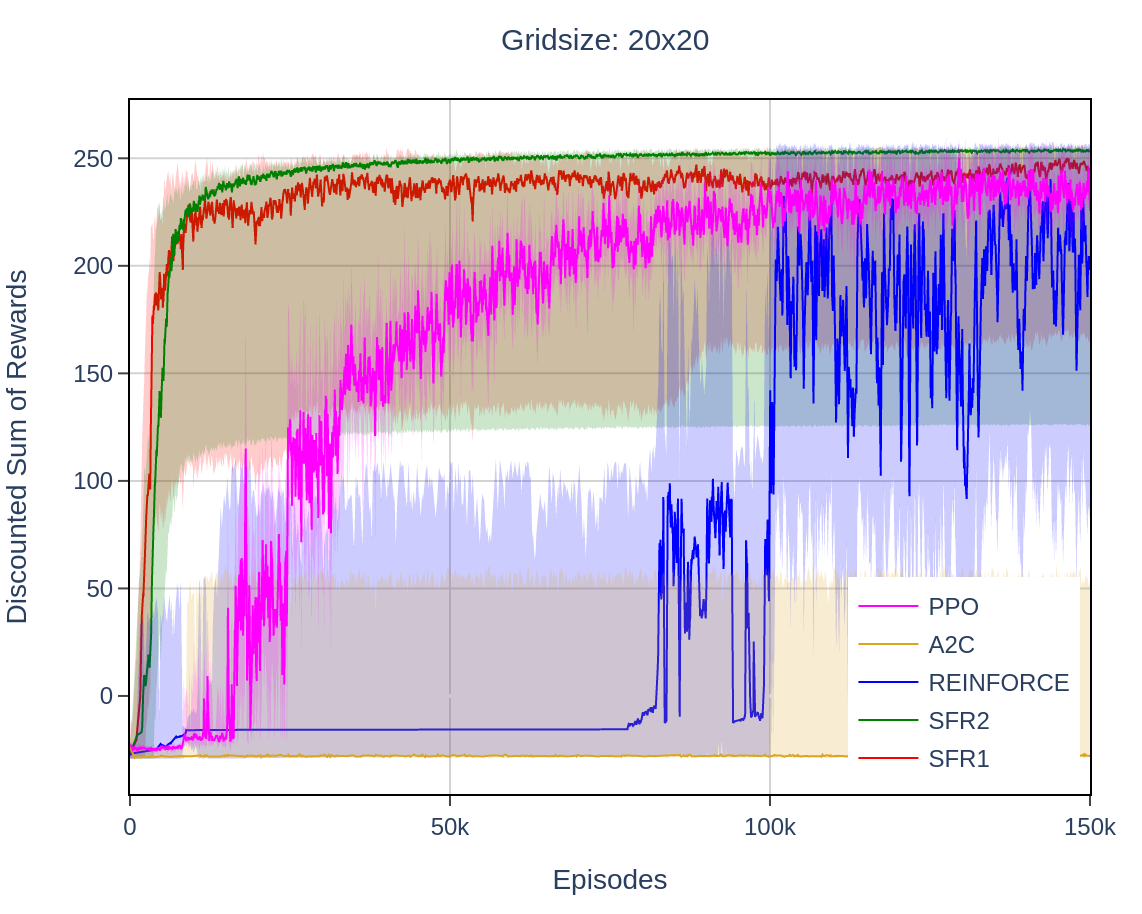 Gridsize: 20x20
Discounted Sum of Rewards
250
200
150
100
50
0
0
50k
100k
150k
Episodes
PPO
A2C
REINFORCE
SFR2
SFR1